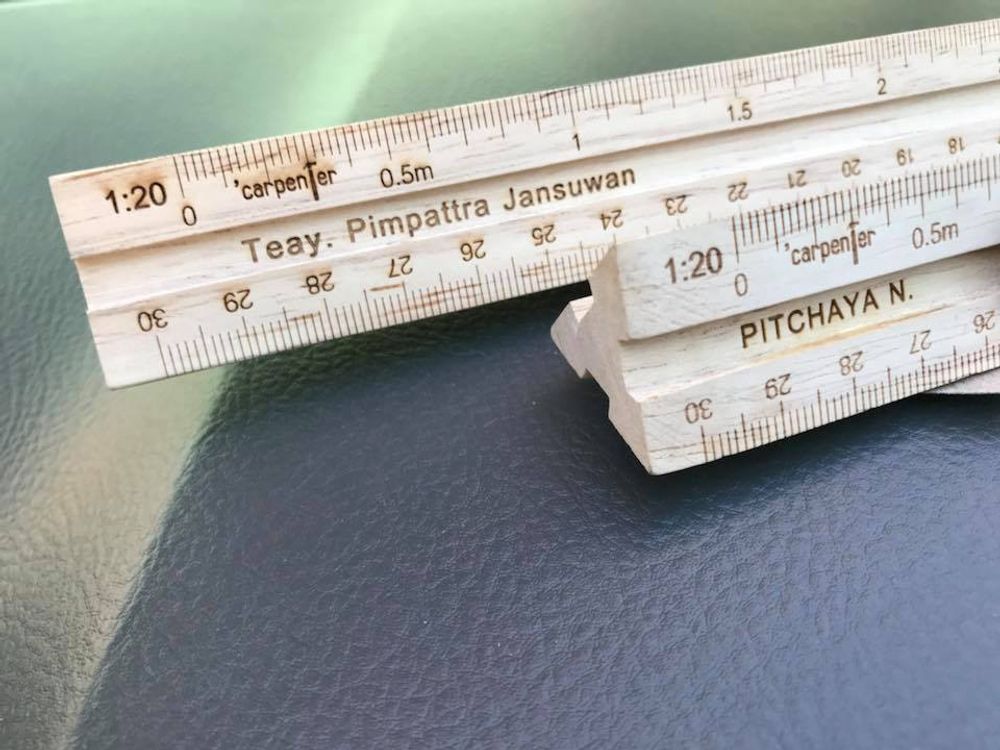 1:20 'carpenter
0 0.5m 1 1.5 2
Teay. Pimpattra Jansuwan
30 29 28 27 26 25 24 23 22 21 20 19 18
1:20 'carpenter
0 0.5m
PITCHAYA N.
30 29 28 27 26